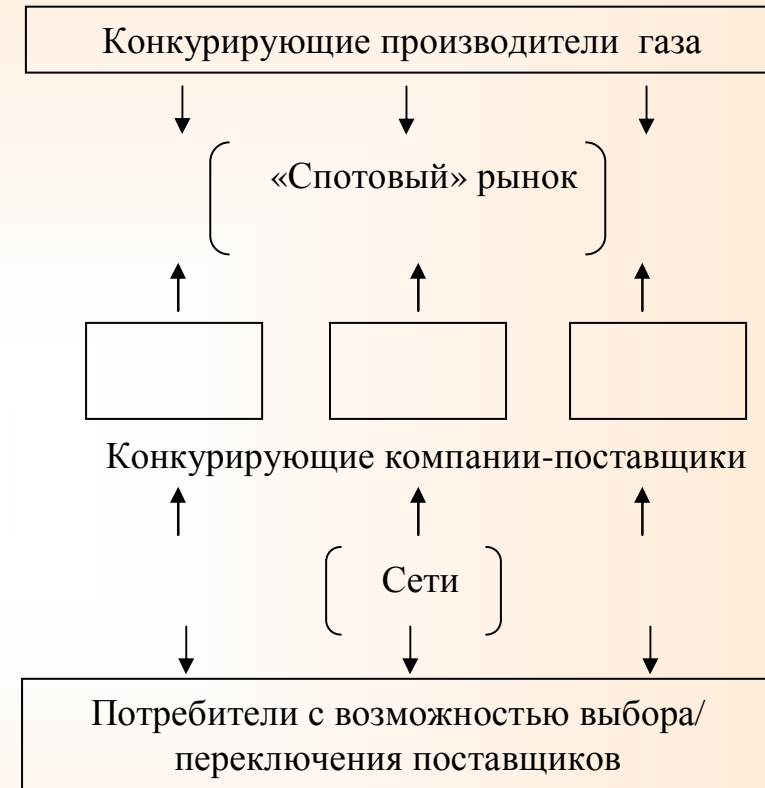 Конкурирующие производители газа
«Спотовый» рынок
Конкурирующие компании-поставщики
Сети
Потребители с возможностью выбора/
переключения поставщиков